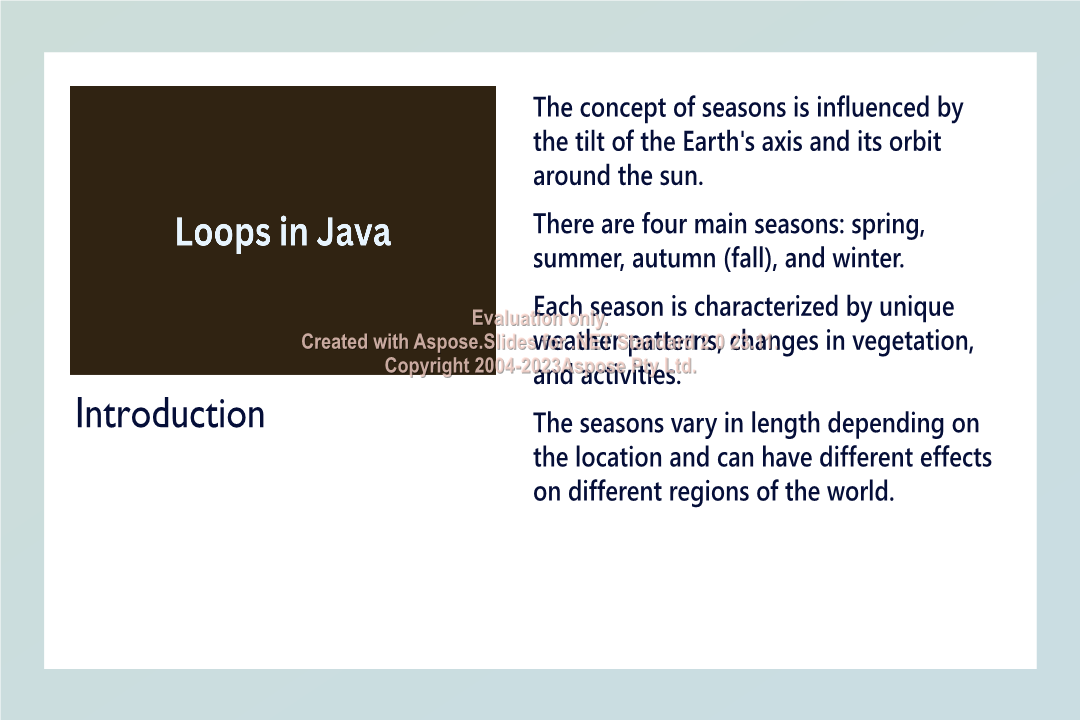 Loops in Java
Introduction
The concept of seasons is influenced by
the tilt of the Earth's axis and its orbit
around the sun.
There are four main seasons: spring,
summer, autumn (fall), and winter.
Each season is characterized by unique
weather patterns, changes in vegetation,
and activities.
The seasons vary in length depending on
the location and can have different effects
on different regions of the world.
Evaluation only.
Created with Aspose.Slides for .NET Standard 2.0 23.11
Copyright 2004-2023Aspose Pty Ltd.